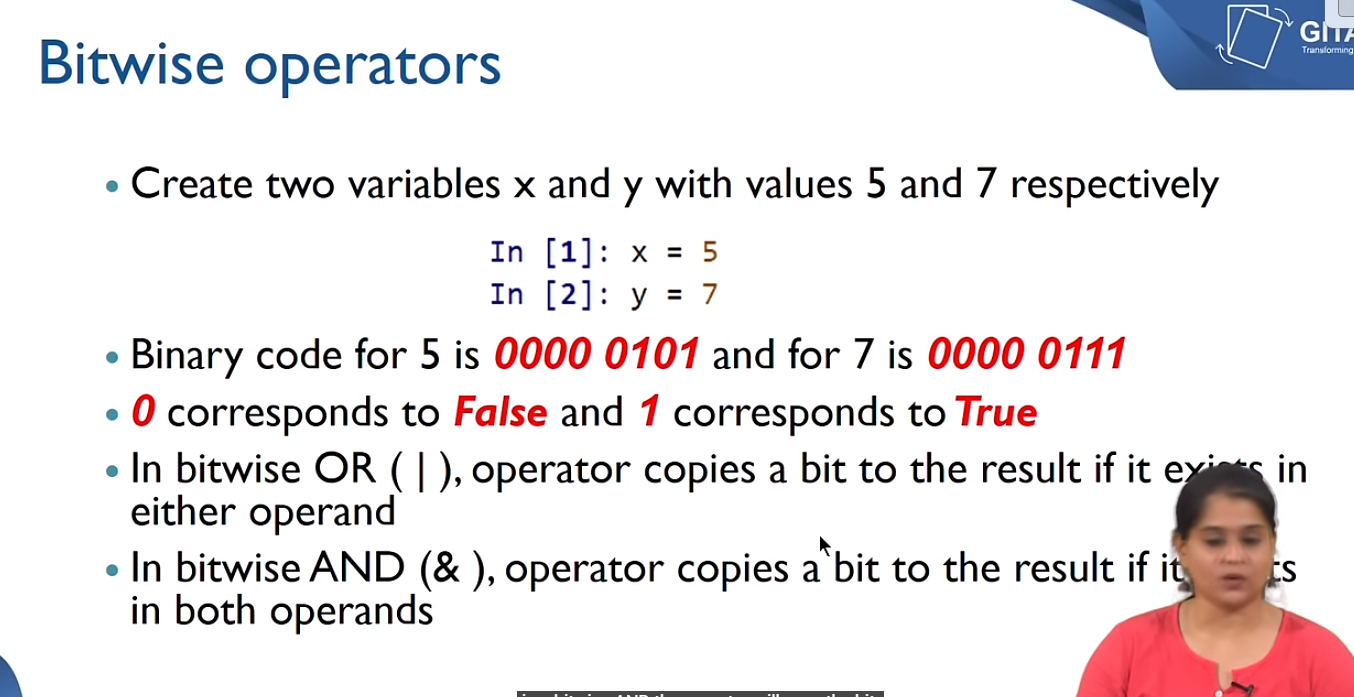 Bitwise operators
Transforming
• Create two variables x and y with values 5 and 7 respectively
In [1]: x = 5
In [2]: y = 7
• Binary code for 5 is 0000 0101 and for 7 is 0000 0111
• 0 corresponds to False and 1 corresponds to True
• In bitwise OR ( | ), operator copies a bit to the result if it exists in
either operand
• In bitwise AND (& ), operator copies a bit to the result if it
in both operands